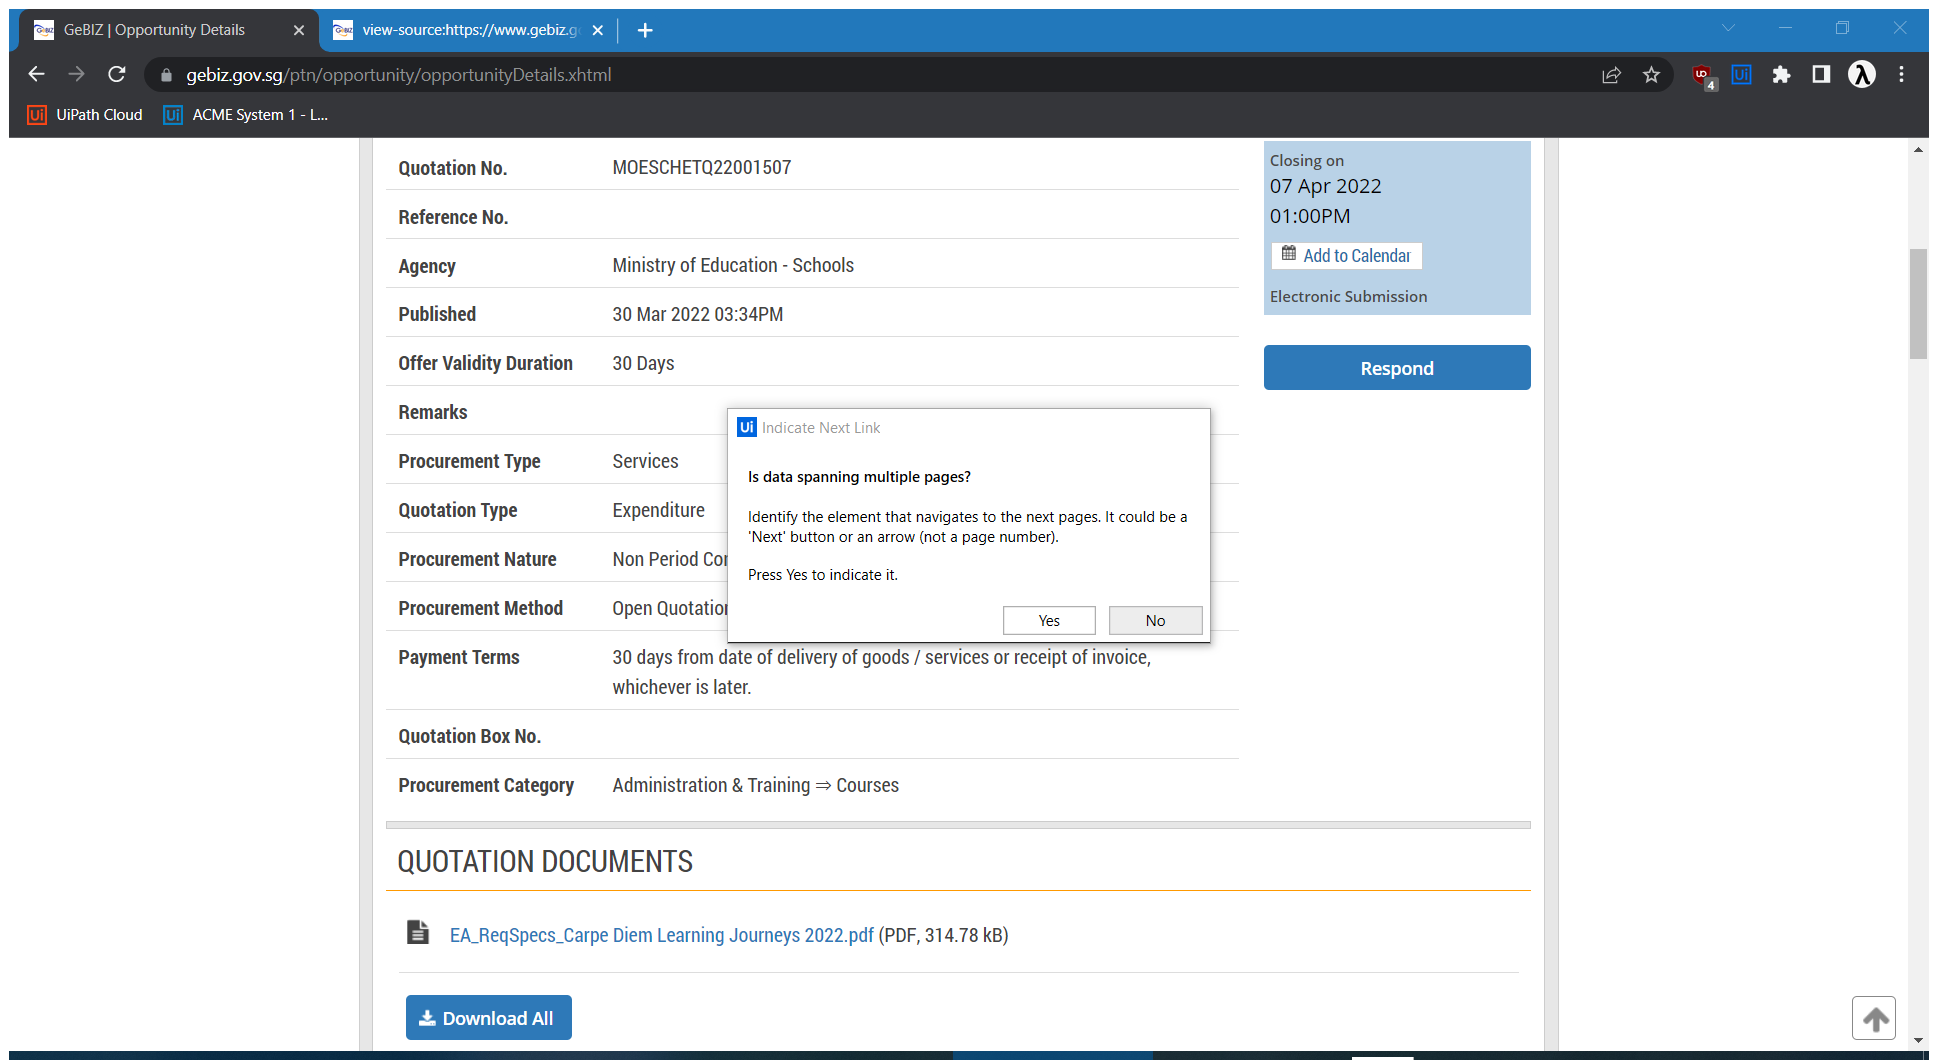 GeBIZ | Opportunity Details
view-source:https://www.gebiz.g
gebiz.gov.sg/ptn/opportunity/opportunityDetails.xhtml
4
Ui UiPath Cloud
Ui ACME System 1 - L...
Quotation No. MOESCHETQ22001507
Reference No.
Agency Ministry of Education - Schools
Published 30 Mar 2022 03:34PM
Offer Validity Duration 30 Days
Remarks
Procurement Type Services
Quotation Type Expenditure
Procurement Nature Non Period Con
Procurement Method Open Quotation
Payment Terms 30 days from date of delivery of goods / services or receipt of invoice,
whichever is later.
Quotation Box No.
Procurement Category Administration & Training ⇒ Courses
Closing on
07 Apr 2022
01:00PM
Add to Calendar
Electronic Submission
Respond
Ui Indicate Next Link
Is data spanning multiple pages?
Identify the element that navigates to the next pages. It could be a
'Next' button or an arrow (not a page number).
Press Yes to indicate it.
Yes
No
QUOTATION DOCUMENTS
EA_ReqSpecs_Carpe Diem Learning Journeys 2022.pdf (PDF, 314.78 kB)
Download All